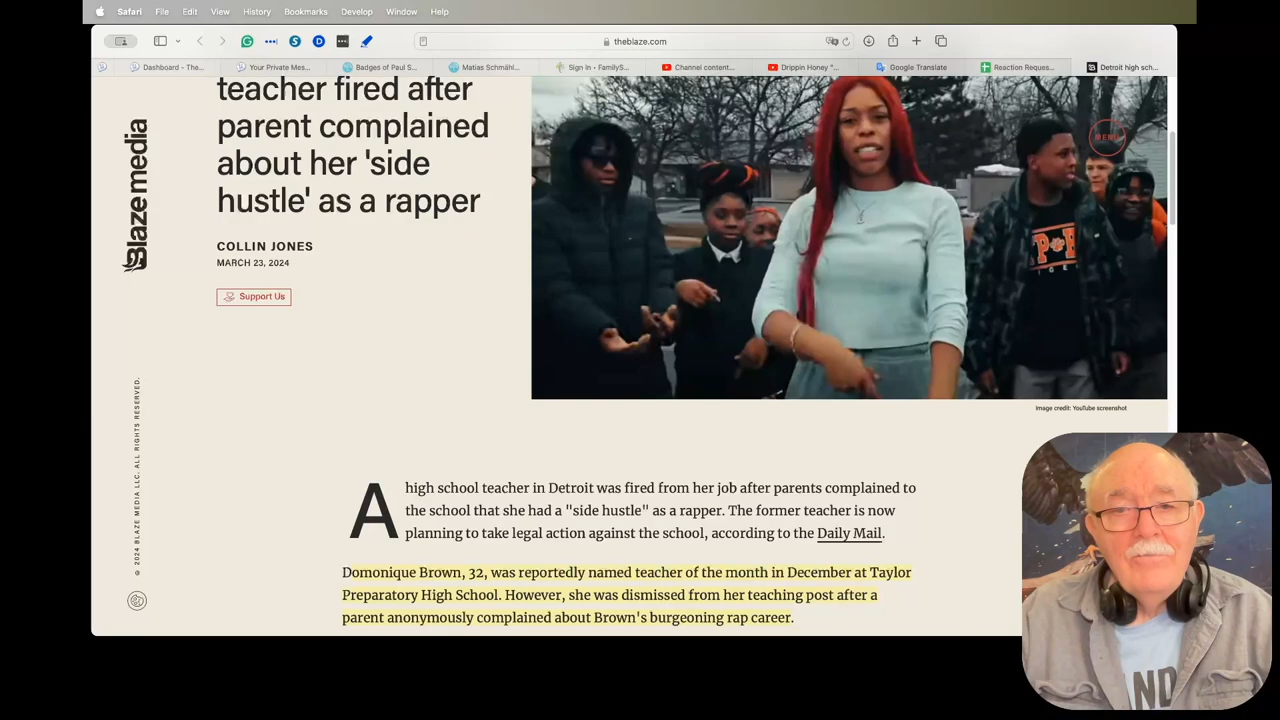 Safari File Edit View History Bookmarks Develop Window Help
theblaze.com
Dashboard - The...
Your Private Mes...
Badges of Paul S...
Matias Schmähl...
Sign In • FamilyS...
Channel content...
Drippin Honey "...
Google Translate
Reaction Reques...
Detroit high sch...
Blaze media
© 2024 BLAZE MEDIA LLC. ALL RIGHTS RESERVED.
teacher fired after
parent complained
about her 'side
hustle' as a rapper
COLLIN JONES
MARCH 23, 2024
Support Us
MENU
Image credit: YouTube screenshot
A high school teacher in Detroit was fired from her job after parents complained to
the school that she had a "side hustle" as a rapper. The former teacher is now
planning to take legal action against the school, according to the Daily Mail.
Domonique Brown, 32, was reportedly named teacher of the month in December at Taylor
Preparatory High School. However, she was dismissed from her teaching post after a
parent anonymously complained about Brown's burgeoning rap career.